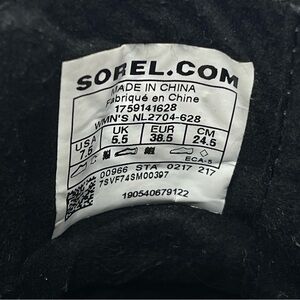 SOREL.COM
MADE IN CHINA
Fabriqué en Chine
1759141628
WMN'S NL2704-628
USA UK EUR CM
7.5 5.5 38.5 24.5
ECA-5
00966 STA 0217 217
7SVF74SM00397
190540679122